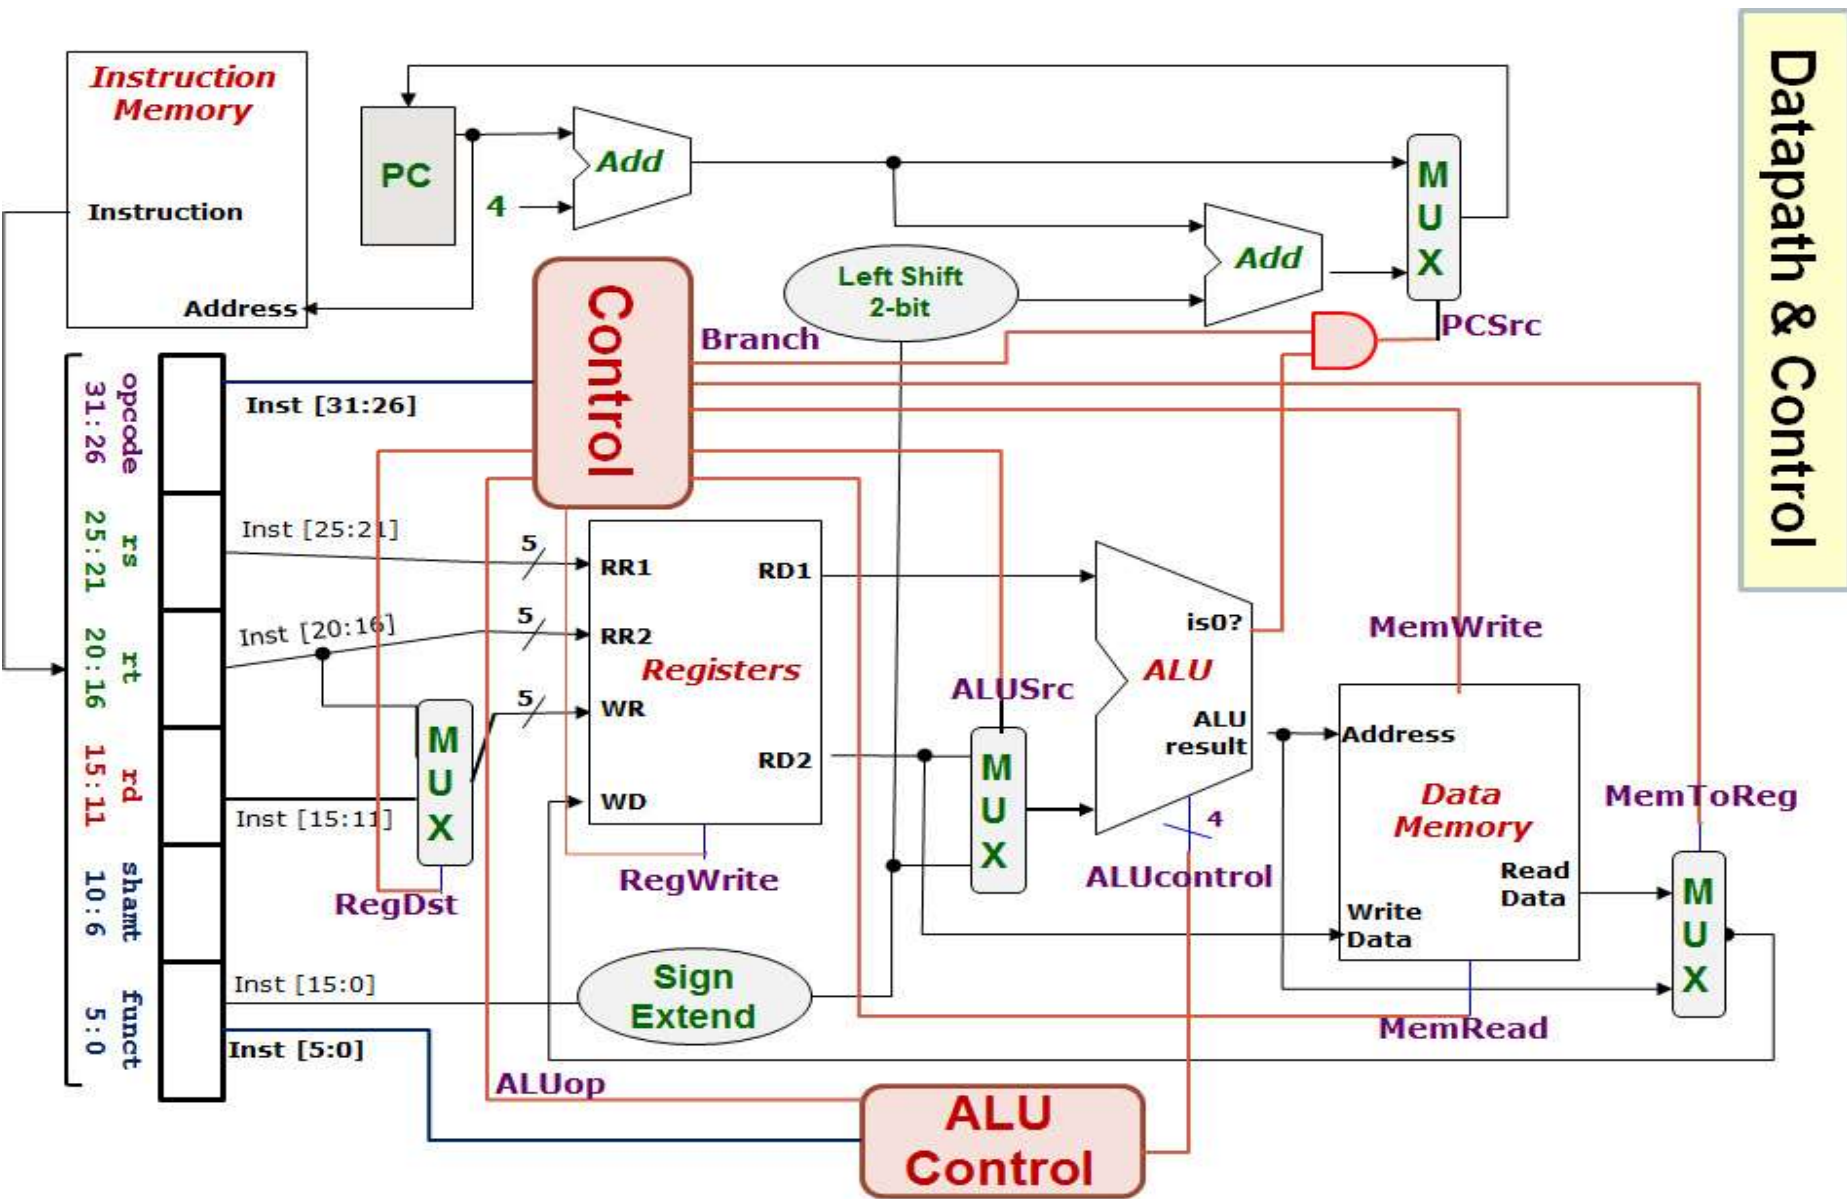 Datapath & Control
Instruction
Memory
Instruction
Address
PC
4
Add
Add
M
U
X
Left Shift
2-bit
Control
Branch
PCSrc
opcode
31:26
rs
25:21
rt
20:16
rd
15:11
shamt
10:6
funct
5:0
Inst [31:26]
Inst [25:21]
Inst [20:16]
Inst [15:11]
Inst [15:0]
Inst [5:0]
5
5
5
M
U
X
RegDst
RR1
RR2
WR
WD
RD1
RD2
Registers
RegWrite
Sign
Extend
ALUSrc
M
U
X
is0?
ALU
ALU
result
4
ALUcontrol
MemWrite
Address
Data
Memory
Read
Data
Write
Data
MemRead
MemToReg
M
U
X
ALUop
ALU
Control